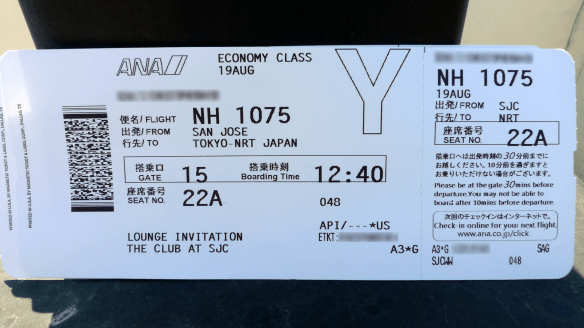 ANA
ECONOMY CLASS
19AUG
Y
便名/ FLIGHT NH 1075
出発/ FROM SAN JOSE
行先/ TO TOKYO-NRT JAPAN
搭乗口 GATE 15 搭乗時刻 Boarding Time 12:40
座席番号 SEAT NO. 22A
048
API/---*US
LOUNGE INVITATION ETKT:
THE CLUB AT SJC A3*G
NH 1075
19AUG
出発/ FROM SJC
行先/ TO NRT
座席番号 SEAT NO. 22A
搭乗口へは出発時刻の30分前までに
お越しください。10分前を過ぎますと
お乗りいただけない場合がございます。
Please be at the gate 30mins before
departure.You may not be able to
board after 10mins before departure.
次回のチェックインはインターネットで。
Check-in online for your next flight.
www.ana.co.jp/click
A3*G SAG
SJCWW 048